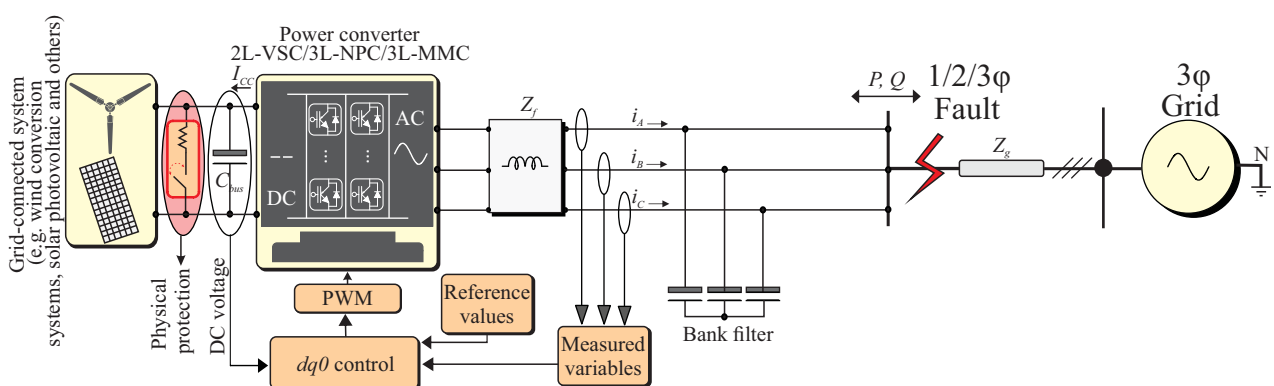 Grid-connected system
(e.g. wind conversion
systems, solar photovoltaic and others)
Physical
protection
DC voltage
I_CC
C_bus
Power converter
2L-VSC/3L-NPC/3L-MMC
AC
DC
PWM
Reference
values
dq0 control
Measured
variables
Z_f
i_A
i_B
i_C
Bank filter
P, Q
1/2/3φ
Fault
Z_g
3φ
Grid
N